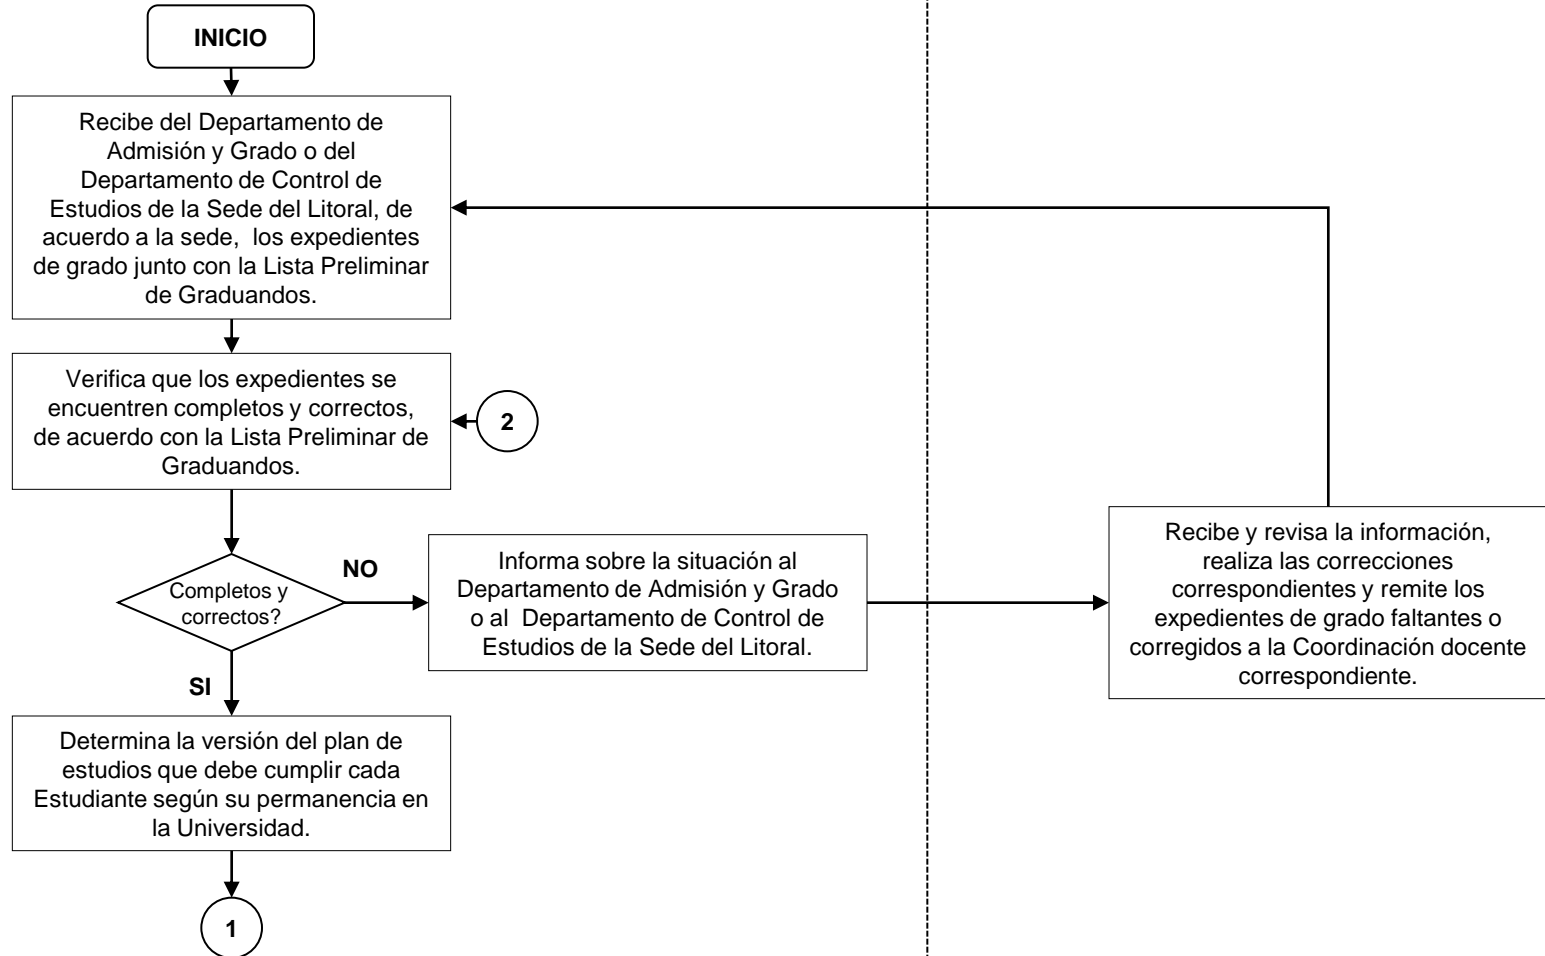 INICIO
Recibe del Departamento de
Admisión y Grado o del
Departamento de Control de
Estudios de la Sede del Litoral, de
acuerdo a la sede,  los expedientes
de grado junto con la Lista Preliminar
de Graduandos.
Verifica que los expedientes se
encuentren completos y correctos,
de acuerdo con la Lista Preliminar de
Graduandos.
2
Completos y
correctos?
NO
Informa sobre la situación al
Departamento de Admisión y Grado
o al  Departamento de Control de
Estudios de la Sede del Litoral.
Recibe y revisa la información,
realiza las correcciones
correspondientes y remite los
expedientes de grado faltantes o
corregidos a la Coordinación docente
correspondiente.
SI
Determina la versión del plan de
estudios que debe cumplir cada
Estudiante según su permanencia en
la Universidad.
1